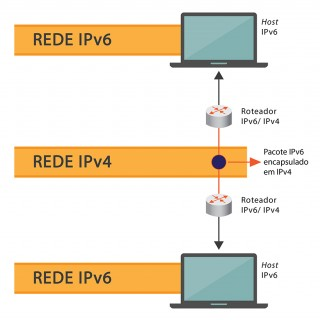 REDE IPv6
Host
IPv6
Roteador
IPv6/ IPv4
REDE IPv4
Pacote IPv6
encapsulado
em IPv4
Roteador
IPv6/ IPv4
REDE IPv6
Host
IPv6